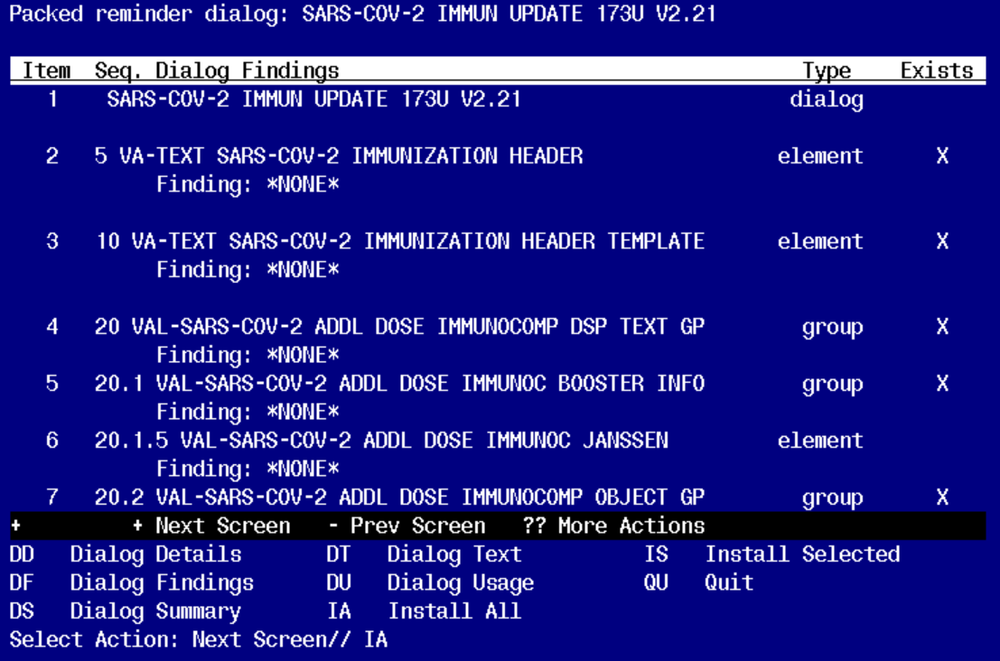 Packed reminder dialog: SARS-COV-2 IMMUN UPDATE 173U V2.21
Item Seq. Dialog Findings Type Exists
1 SARS-COV-2 IMMUN UPDATE 173U V2.21 dialog
2 5 VA-TEXT SARS-COV-2 IMMUNIZATION HEADER element X
Finding: *NONE*
3 10 VA-TEXT SARS-COV-2 IMMUNIZATION HEADER TEMPLATE element X
Finding: *NONE*
4 20 VAL-SARS-COV-2 ADDL DOSE IMMUNOCOMP DSP TEXT GP group X
Finding: *NONE*
5 20.1 VAL-SARS-COV-2 ADDL DOSE IMMUNOC BOOSTER INFO group X
Finding: *NONE*
6 20.1.5 VAL-SARS-COV-2 ADDL DOSE IMMUNOC JANSSEN element
Finding: *NONE*
7 20.2 VAL-SARS-COV-2 ADDL DOSE IMMUNOCOMP OBJECT GP group X
+ + Next Screen - Prev Screen ?? More Actions
DD Dialog Details DT Dialog Text IS Install Selected
DF Dialog Findings DU Dialog Usage QU Quit
DS Dialog Summary IA Install All
Select Action: Next Screen// IA